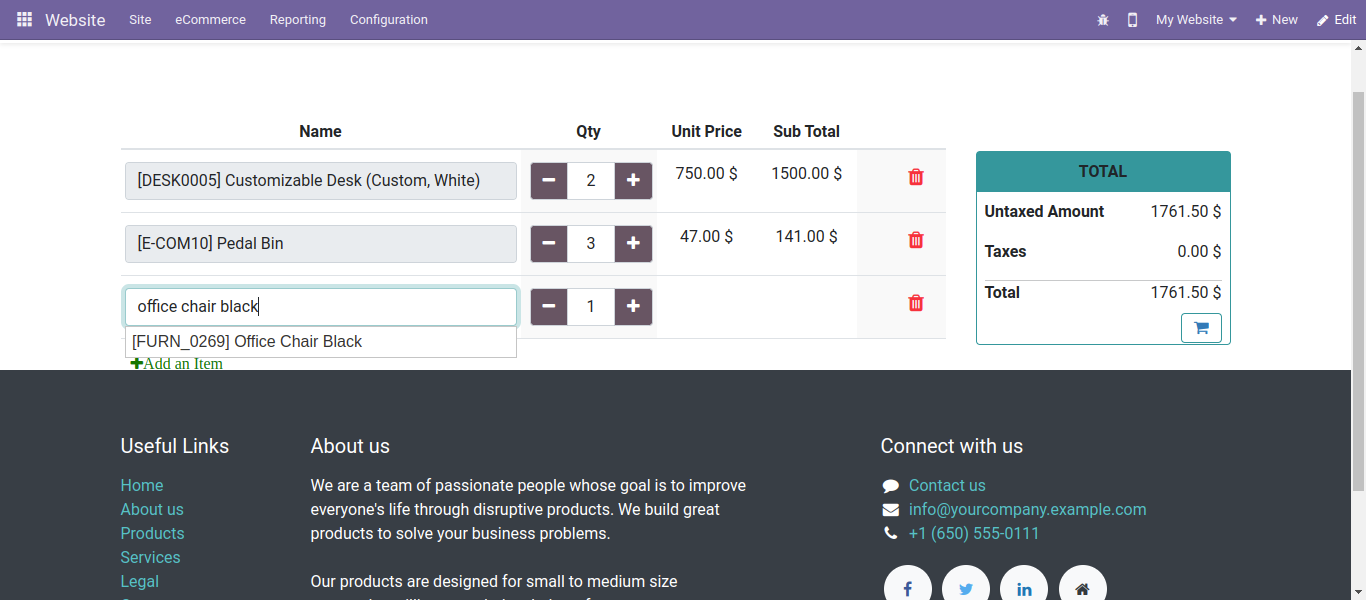 Website Site eCommerce Reporting Configuration My Website New Edit
Name Qty Unit Price Sub Total
[DESK0005] Customizable Desk (Custom, White) 2 750.00 $ 1500.00 $
[E-COM10] Pedal Bin 3 47.00 $ 141.00 $
office chair black 1
[FURN_0269] Office Chair Black
Add an Item
TOTAL
Untaxed Amount 1761.50 $
Taxes 0.00 $
Total 1761.50 $
Useful Links
Home
About us
Products
Services
Legal
About us
We are a team of passionate people whose goal is to improve
everyone's life through disruptive products. We build great
products to solve your business problems.
Our products are designed for small to medium size
Connect with us
Contact us
info@yourcompany.example.com
+1 (650) 555-0111